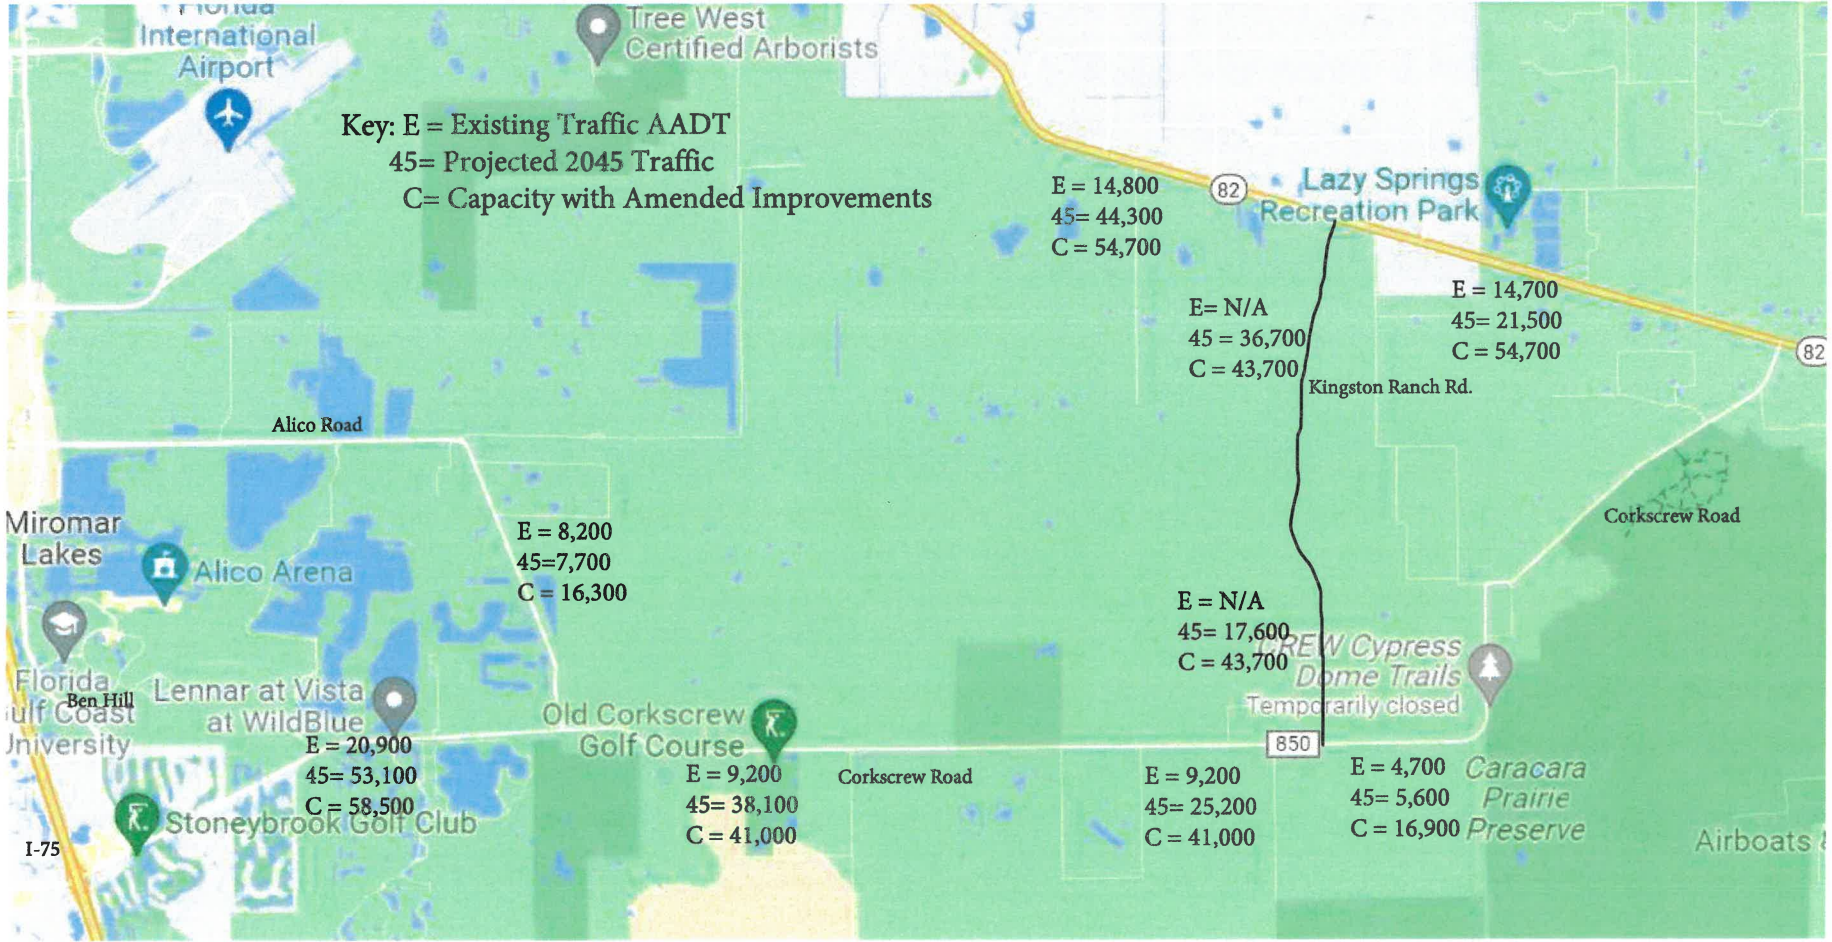 Florida
International
Airport
Tree West
Certified Arborists
Key: E = Existing Traffic AADT
45= Projected 2045 Traffic
C= Capacity with Amended Improvements
E = 14,800
45= 44,300
C = 54,700
82
Lazy Springs
Recreation Park
E = 14,700
45= 21,500
C = 54,700
82
E= N/A
45 = 36,700
C = 43,700
Kingston Ranch Rd.
Alico Road
Corkscrew Road
Miromar
Lakes
Alico Arena
E = 8,200
45=7,700
C = 16,300
E = N/A
45= 17,600
C = 43,700
CREW Cypress
Dome Trails
Temporarily closed
Florida
Gulf Coast
University
Ben Hill
Lennar at Vista
at WildBlue
E = 20,900
45= 53,100
C = 58,500
Old Corkscrew
Golf Course
850
E = 9,200
45= 38,100
C = 41,000
Corkscrew Road
E = 9,200
45= 25,200
C = 41,000
E = 4,700
45= 5,600
C = 16,900
Caracara
Prairie
Preserve
Stoneybrook Golf Club
I-75
Airboats &